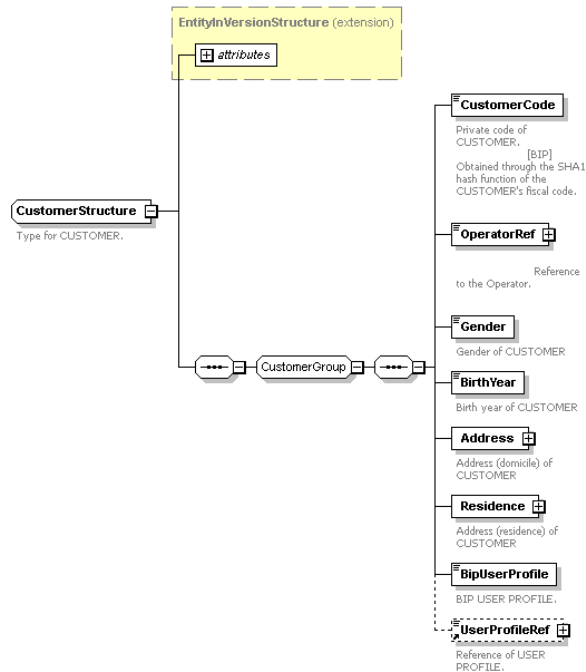 EntityInVersionStructure (extension)
attributes
CustomerStructure
Type for CUSTOMER.
CustomerGroup
CustomerCode
Private code of
CUSTOMER.
[BIP]
Obtained through the SHA1
hash function of the
CUSTOMER's fiscal code.
OperatorRef
Reference
to the Operator.
Gender
Gender of CUSTOMER
BirthYear
Birth year of CUSTOMER
Address
Address (domicile) of
CUSTOMER
Residence
Address (residence) of
CUSTOMER
BipUserProfile
BIP USER PROFILE.
UserProfileRef
Reference of USER
PROFILE.